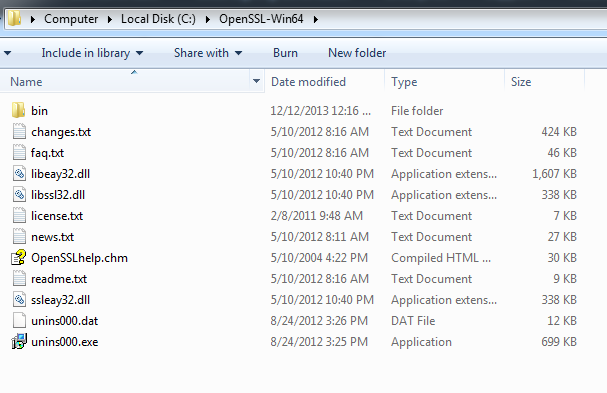 Computer Local Disk (C:) OpenSSL-Win64
Include in library Share with Burn New folder
Name Date modified Type Size
bin 12/12/2013 12:16 ... File folder
changes.txt 5/10/2012 8:16 AM Text Document 424 KB
faq.txt 5/10/2012 8:16 AM Text Document 46 KB
libeay32.dll 5/10/2012 10:40 PM Application extens... 1,607 KB
libssl32.dll 5/10/2012 10:40 PM Application extens... 338 KB
license.txt 2/8/2011 9:48 AM Text Document 7 KB
news.txt 5/10/2012 8:11 AM Text Document 27 KB
OpenSSLhelp.chm 5/10/2004 4:22 PM Compiled HTML ... 30 KB
readme.txt 5/10/2012 8:16 AM Text Document 9 KB
ssleay32.dll 5/10/2012 10:40 PM Application extens... 338 KB
unins000.dat 8/24/2012 3:26 PM DAT File 12 KB
unins000.exe 8/24/2012 3:25 PM Application 699 KB